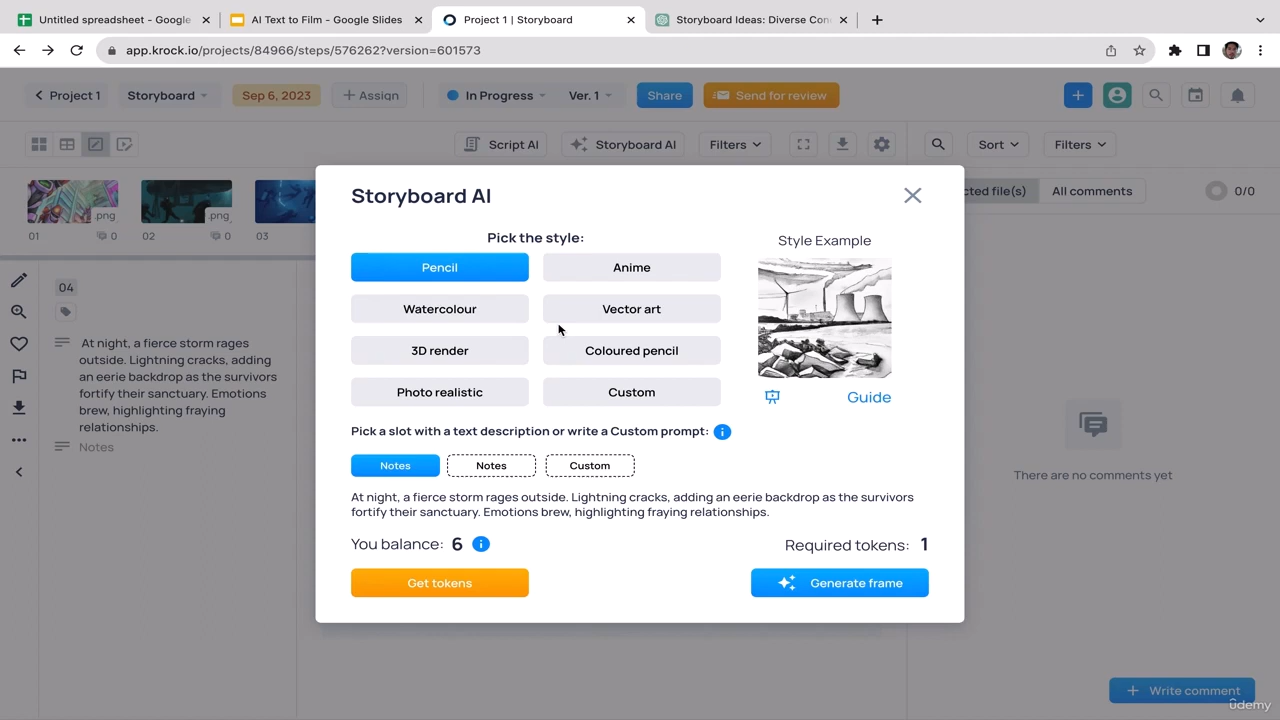 Untitled spreadsheet - Google
AI Text to Film - Google Slides
Project 1 | Storyboard
Storyboard Ideas: Diverse Con
app.krock.io/projects/84966/steps/576262?version=601573
Project 1
Storyboard
Sep 6, 2023
Assign
In Progress
Ver. 1
Share
Send for review
Script AI
Storyboard AI
Filters
Sort
Filters
.png
.png
01
0
02
0
03
cted file(s)
All comments
0/0
04
At night, a fierce storm rages
outside. Lightning cracks, adding
an eerie backdrop as the survivors
fortify their sanctuary. Emotions
brew, highlighting fraying
relationships.
Notes
Storyboard AI
Pick the style:
Style Example
Pencil
Anime
Watercolour
Vector art
3D render
Coloured pencil
Photo realistic
Custom
Guide
Pick a slot with a text description or write a Custom prompt:
Notes
Notes
Custom
At night, a fierce storm rages outside. Lightning cracks, adding an eerie backdrop as the survivors
fortify their sanctuary. Emotions brew, highlighting fraying relationships.
You balance: 6
Required tokens: 1
Get tokens
Generate frame
There are no comments yet
Write comment
ûdemy